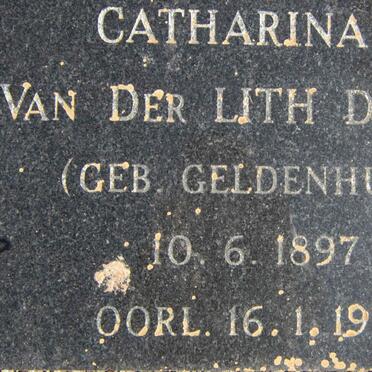 CATHARINA
VAN DER LITH D
(GEB. GELDENHU
10. 6. 1897
OORL. 16. 1. 19